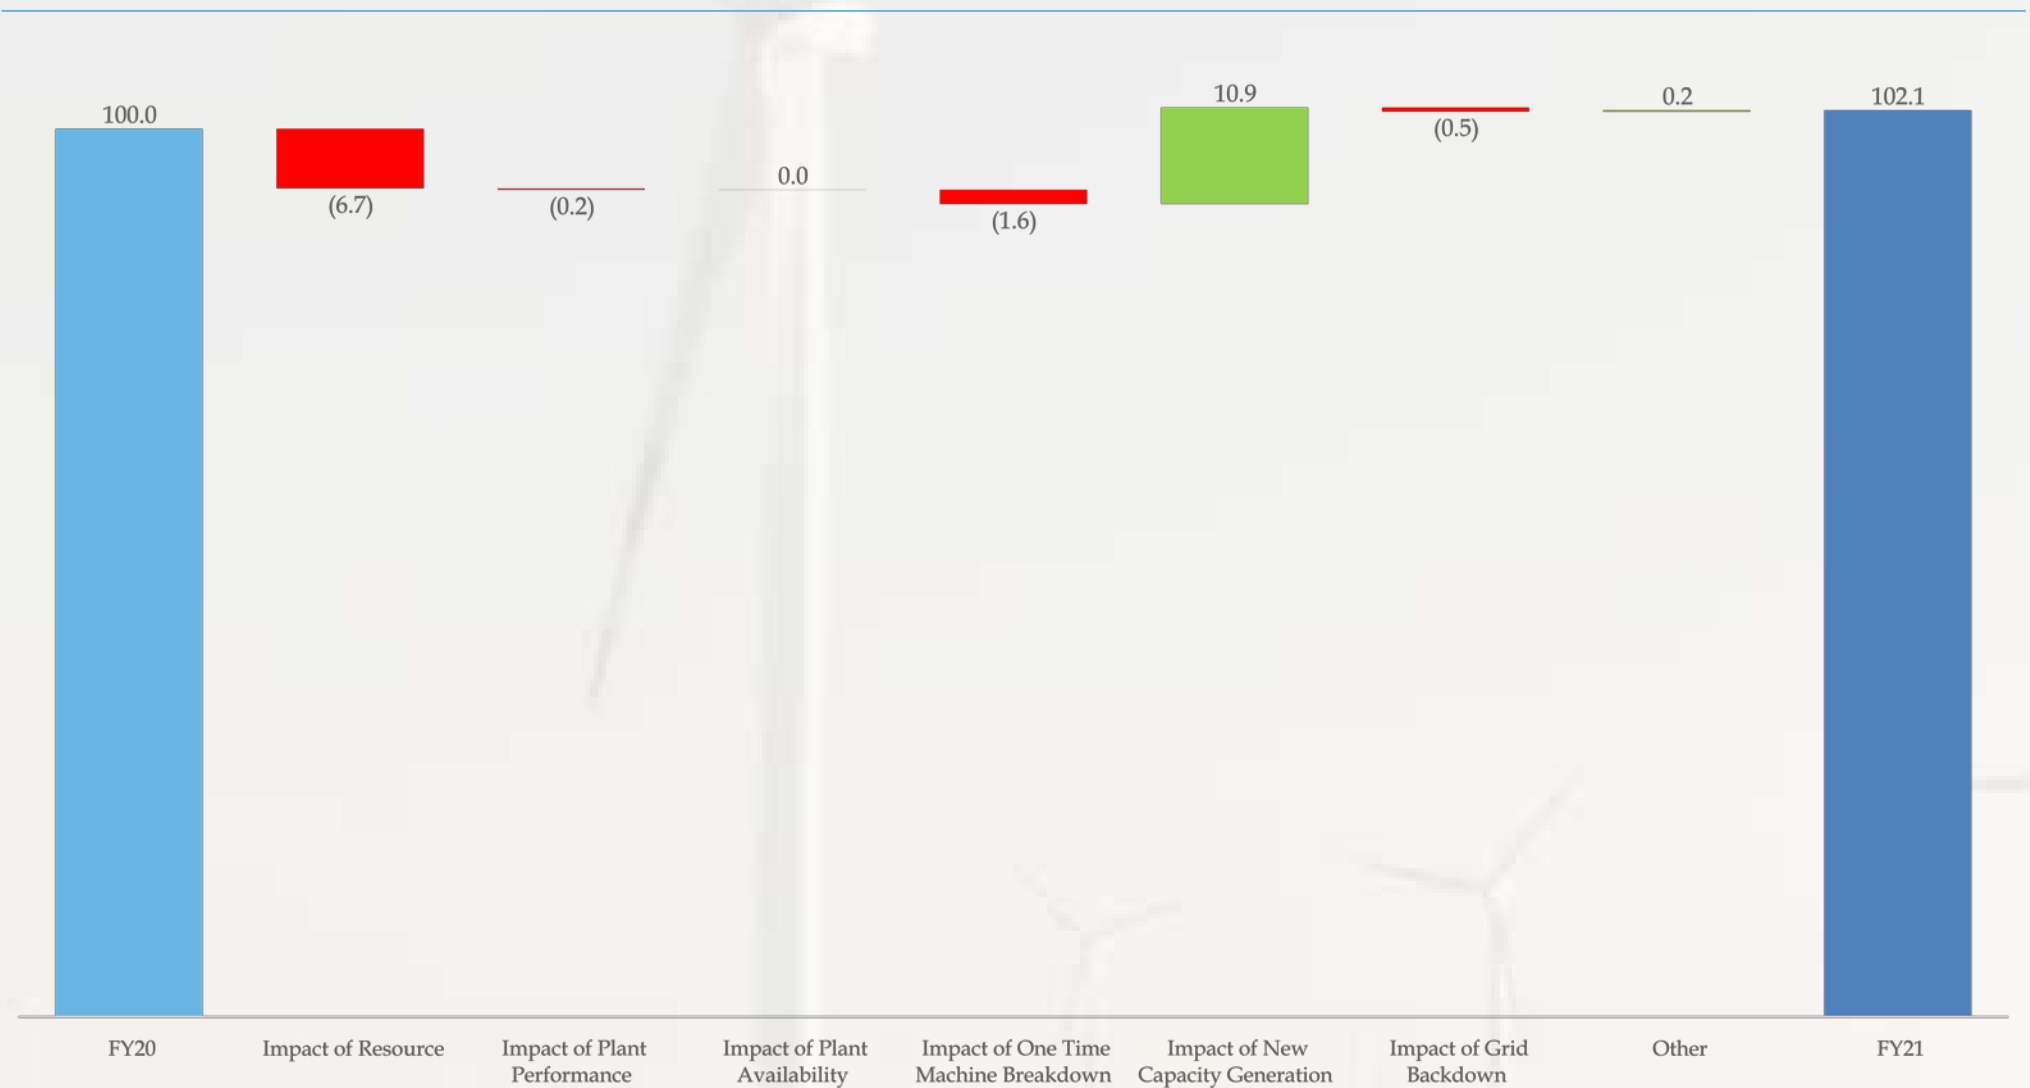 100.0
(6.7)
(0.2)
0.0
(1.6)
10.9
(0.5)
0.2
102.1
FY20
Impact of Resource
Impact of Plant
Performance
Impact of Plant
Availability
Impact of One Time
Machine Breakdown
Impact of New
Capacity Generation
Impact of Grid
Backdown
Other
FY21